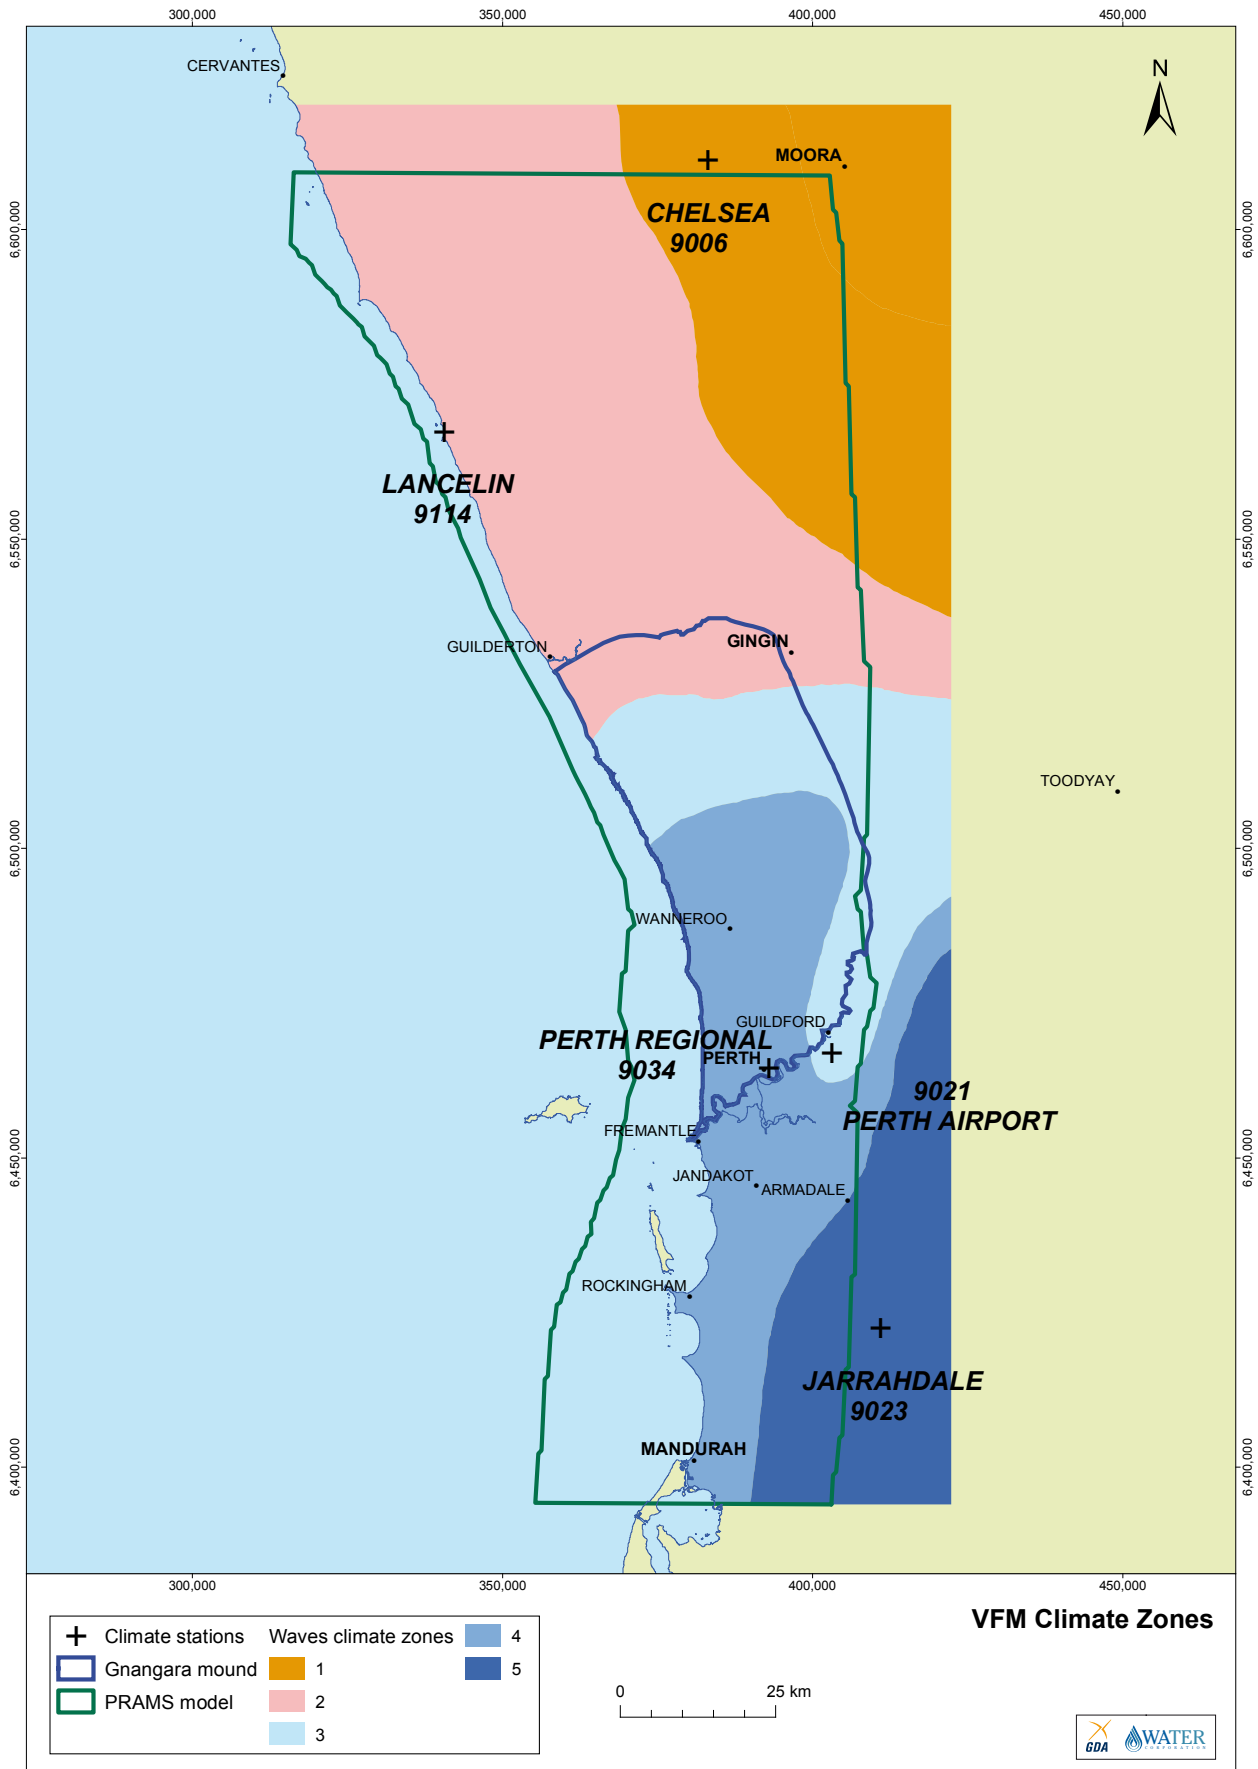 300,000
350,000
400,000
450,000
CERVANTES
N
MOORA
CHELSEA
9006
6,600,000
6,600,000
LANCELIN
9114
6,550,000
6,550,000
GUILDERTON
GINGIN
TOODYAY
6,500,000
6,500,000
WANNEROO
GUILDFORD
PERTH REGIONAL
9034
PERTH
9021
PERTH AIRPORT
FREMANTLE
6,450,000
6,450,000
JANDAKOT
ARMADALE
ROCKINGHAM
JARRAHDALE
9023
MANDURAH
6,400,000
6,400,000
300,000
350,000
400,000
450,000
VFM Climate Zones
Climate stations
Gnangara mound
PRAMS model
Waves climate zones
1
2
3
4
5
0
25 km
GDA
WATER
CORPORATION